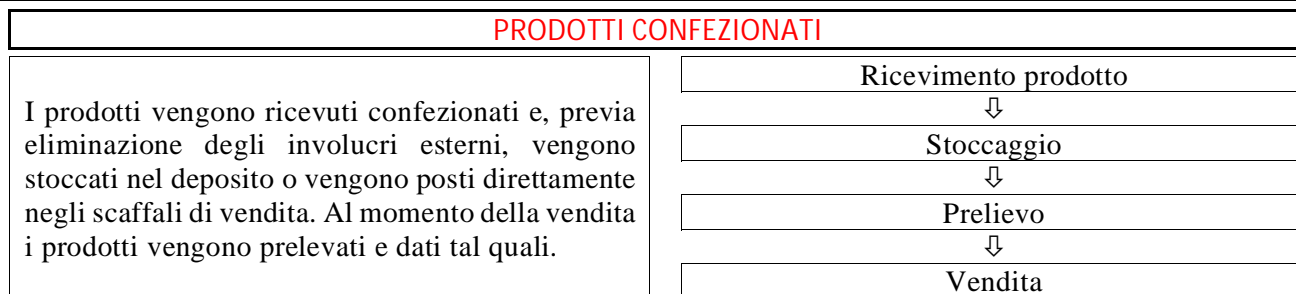 PRODOTTI CONFEZIONATI
I prodotti vengono ricevuti confezionati e, previa
eliminazione degli involucri esterni, vengono
stoccati nel deposito o vengono posti direttamente
negli scaffali di vendita. Al momento della vendita
i prodotti vengono prelevati e dati tal quali.
Ricevimento prodotto
⇩
Stoccaggio
⇩
Prelievo
⇩
Vendita